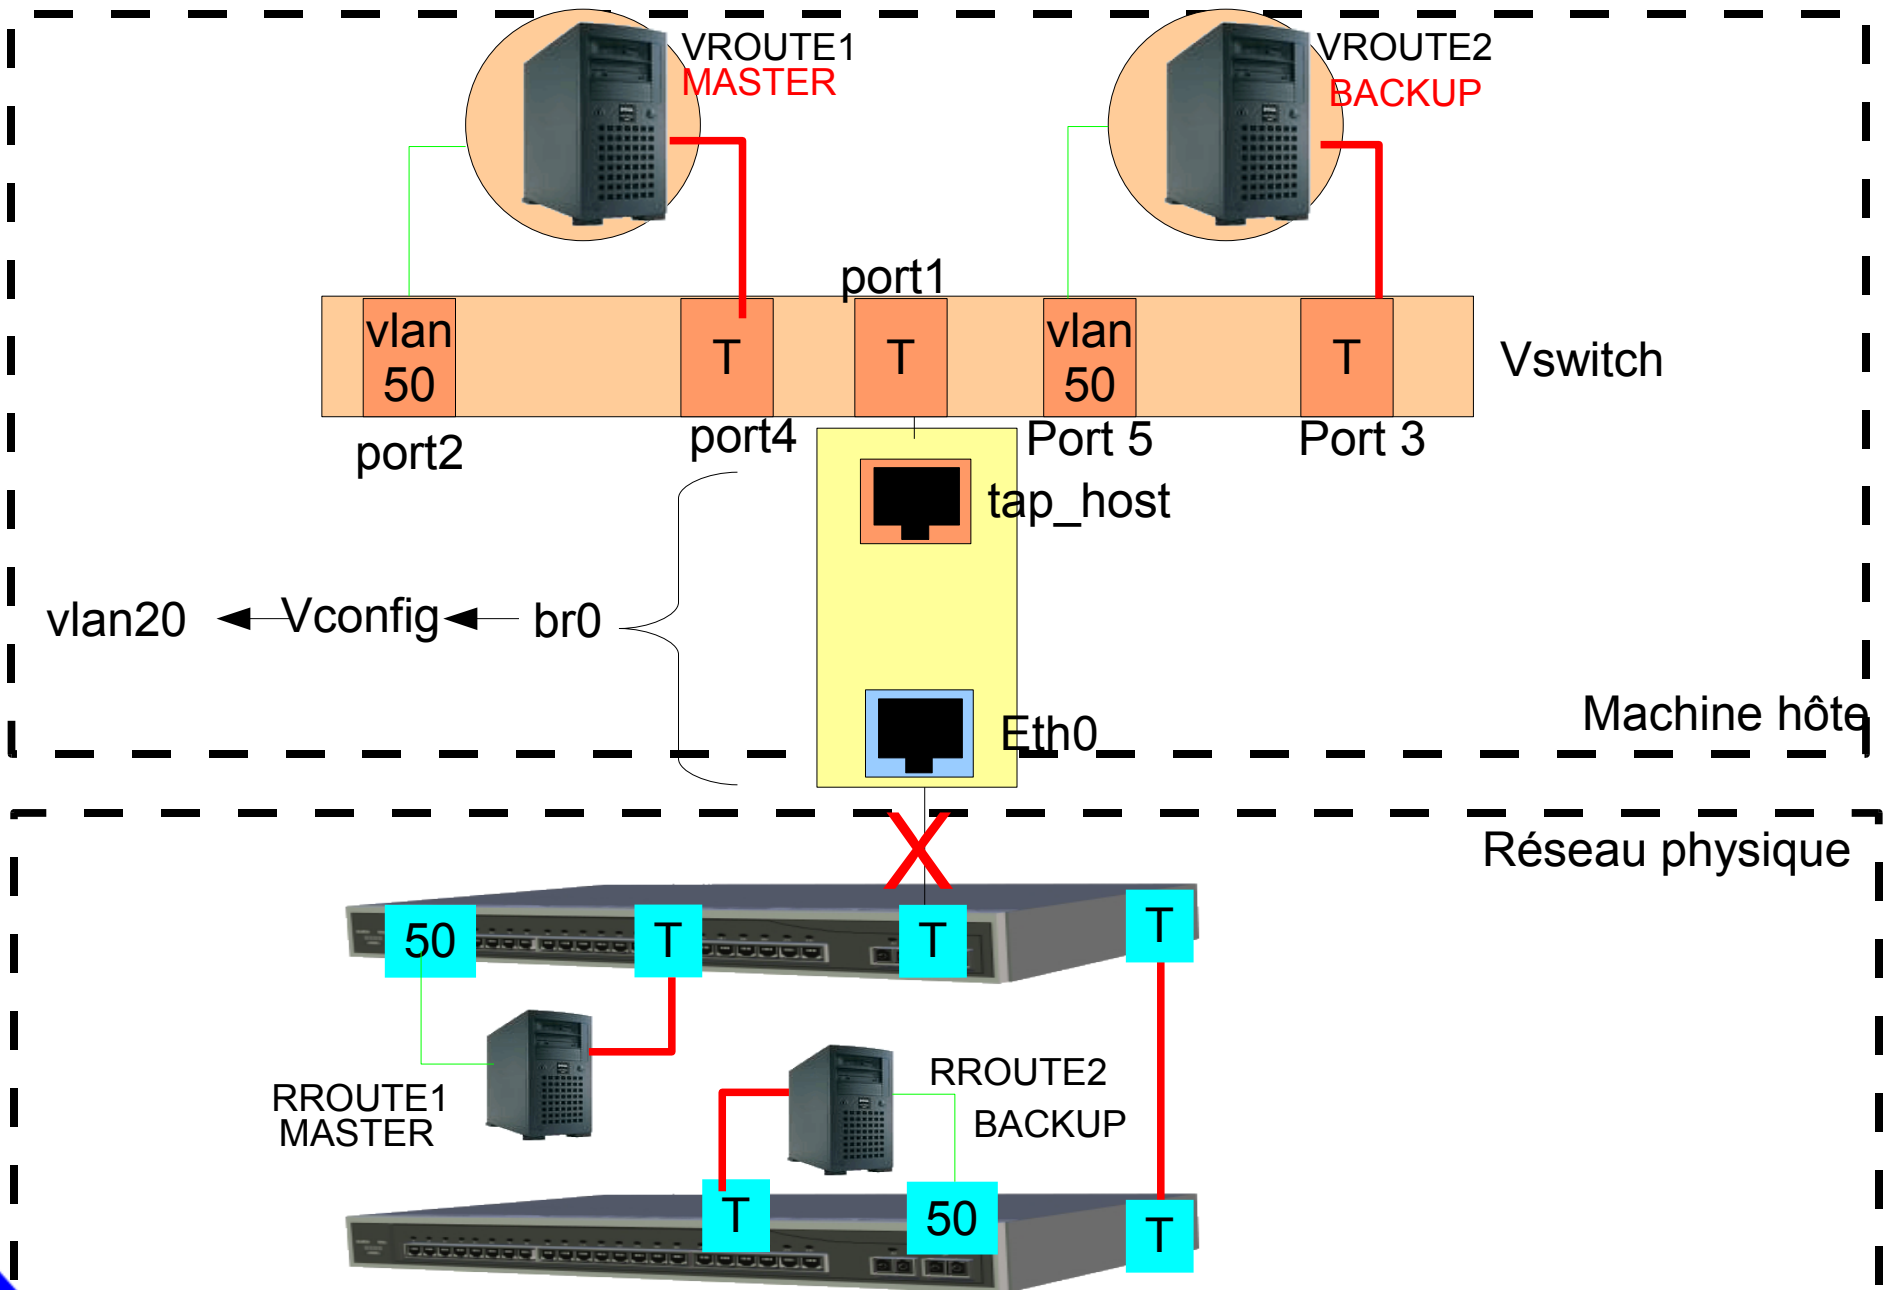 VROUTE1
MASTER
VROUTE2
BACKUP
port1
vlan
50
T
T
vlan
50
T
Vswitch
port2
port4
Port 5
Port 3
tap_host
vlan20
Vconfig
br0
Eth0
Machine hôte
Réseau physique
X
50
T
T
T
RROUTE1
MASTER
RROUTE2
BACKUP
T
50
T